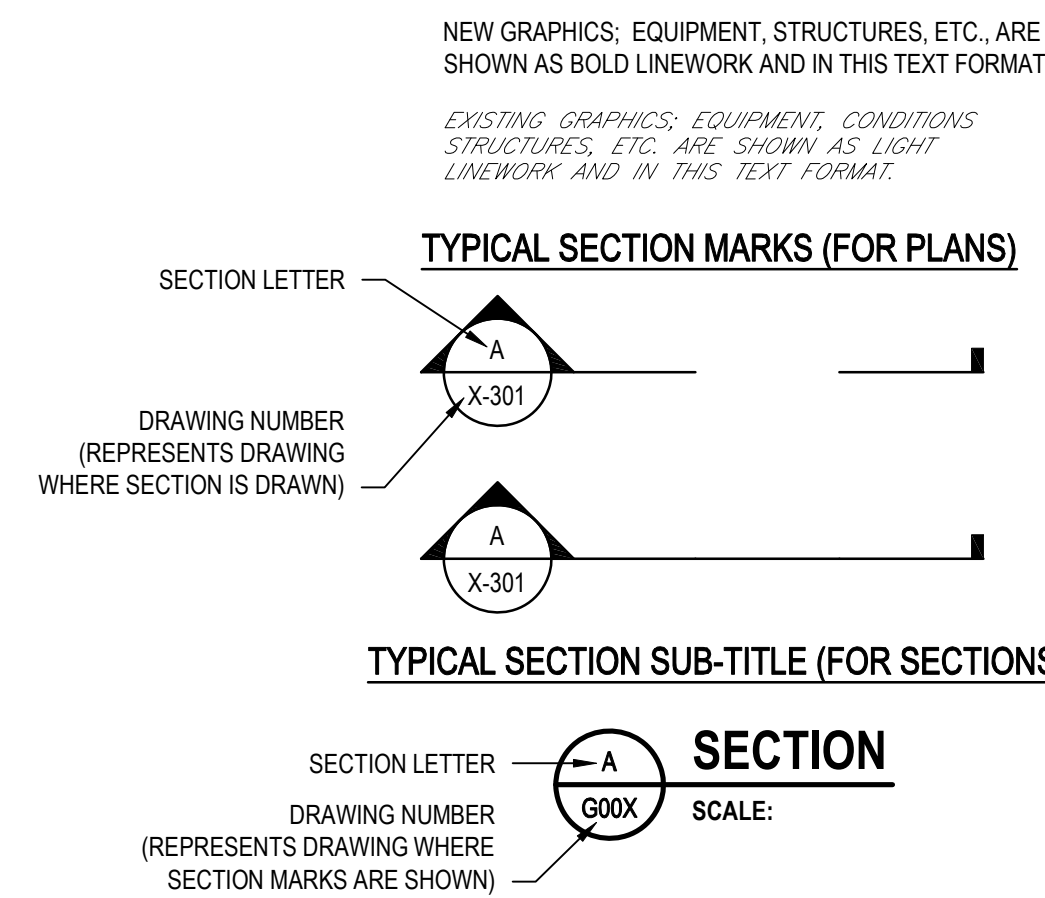 NEW GRAPHICS; EQUIPMENT, STRUCTURES, ETC., ARE
SHOWN AS BOLD LINEWORK AND IN THIS TEXT FORMAT
EXISTING GRAPHICS; EQUIPMENT, CONDITIONS
STRUCTURES, ETC. ARE SHOWN AS LIGHT
LINEWORK AND IN THIS TEXT FORMAT.
TYPICAL SECTION MARKS (FOR PLANS)
SECTION LETTER
A
X-301
DRAWING NUMBER
(REPRESENTS DRAWING
WHERE SECTION IS DRAWN)
A
X-301
TYPICAL SECTION SUB-TITLE (FOR SECTIONS
SECTION LETTER
A
SECTION
G00X
SCALE:
DRAWING NUMBER
(REPRESENTS DRAWING WHERE
SECTION MARKS ARE SHOWN)